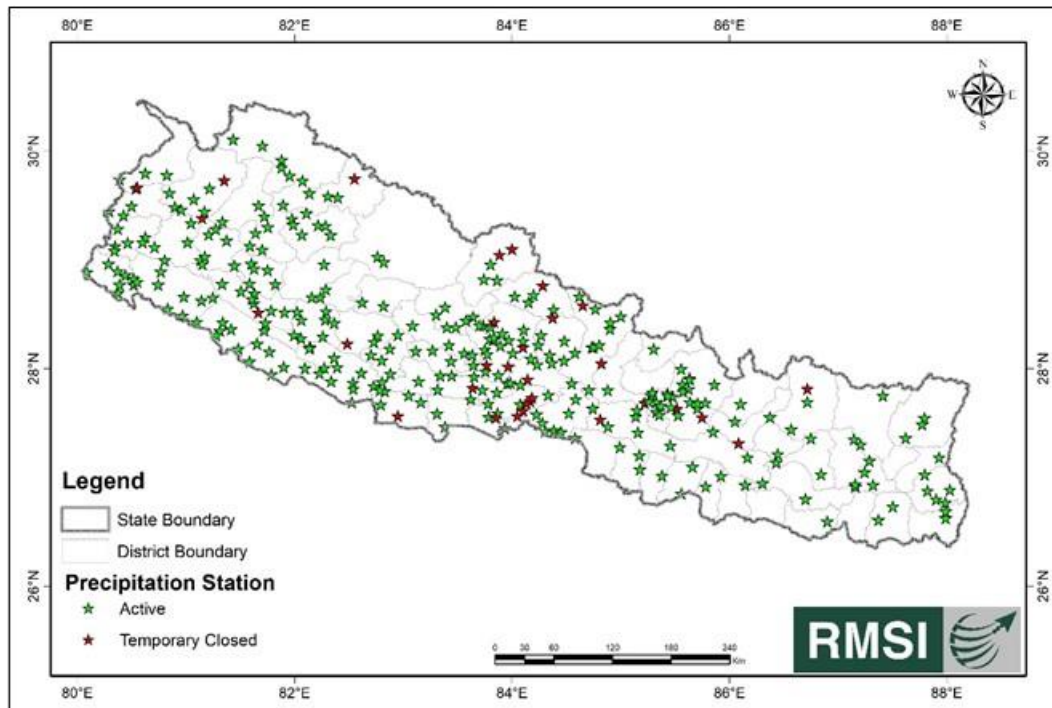 80°E 82°E 84°E 86°E 88°E
N
W E
S
30°N 30°N
28°N 28°N
Legend
State Boundary
District Boundary
Precipitation Station
Active
Temporary Closed
26°N 26°N
RMSI
0 30 60 120 180 240
Km
80°E 82°E 84°E 86°E 88°E